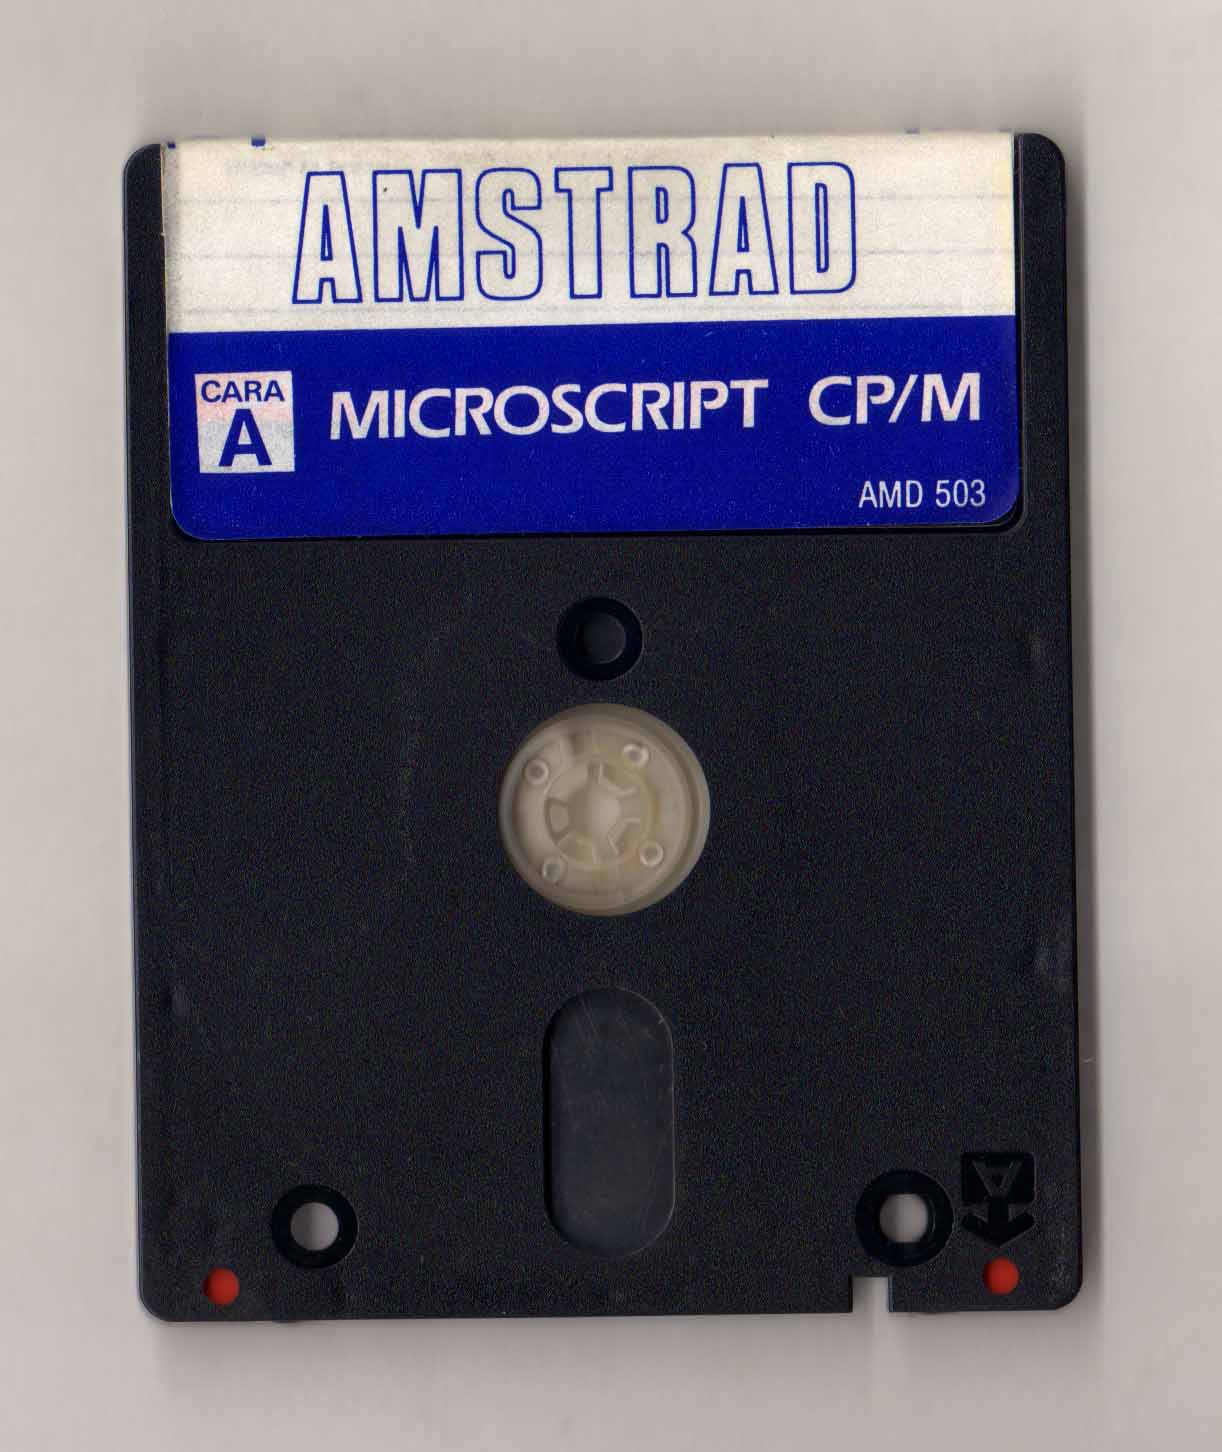 AMSTRAD
CARA
A
MICROSCRIPT CP/M
AMD 503
A